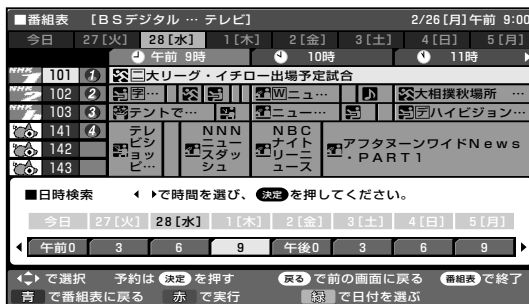 ■番組表 [BSデジタル … テレビ] 2/26[月]午前 9:00
今日 27[火] 28[水] 1[木] 2[金] 3[土] 4[日] 5[月]
午前 9時 10時 11時
NHK 101 1 二大リーグ・イチロー出場予定試合
NHK 102 2 字… W ニュ… 大相撲秋場所 …
NHK 103 3 テントで… ニュー… デハイビジョン…
141 4 テレビショッピ… NNNニュースダッシュ NBCナイトリーニュース アフタヌーンワイドNews・PART1
142
143
■日時検索 で時間を選び、 決定 を押してください。
今日 27[火] 28[水] 1[木] 2[金] 3[土] 4[日] 5[月]
午前0 3 6 9 午後0 3 6 9
で選択 予約は 決定 を押す 戻る で前の画面に戻る 番組表 で終了
青 で番組表に戻る 赤 で実行 緑 で日付を選ぶ